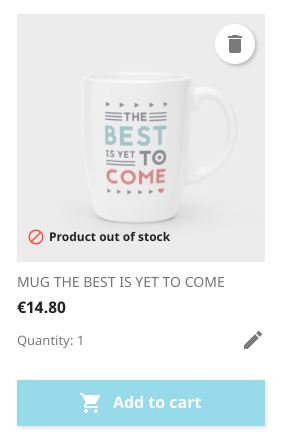 THE
BEST
IS YET TO
COME
Product out of stock
MUG THE BEST IS YET TO COME
€14.80
Quantity: 1
Add to cart